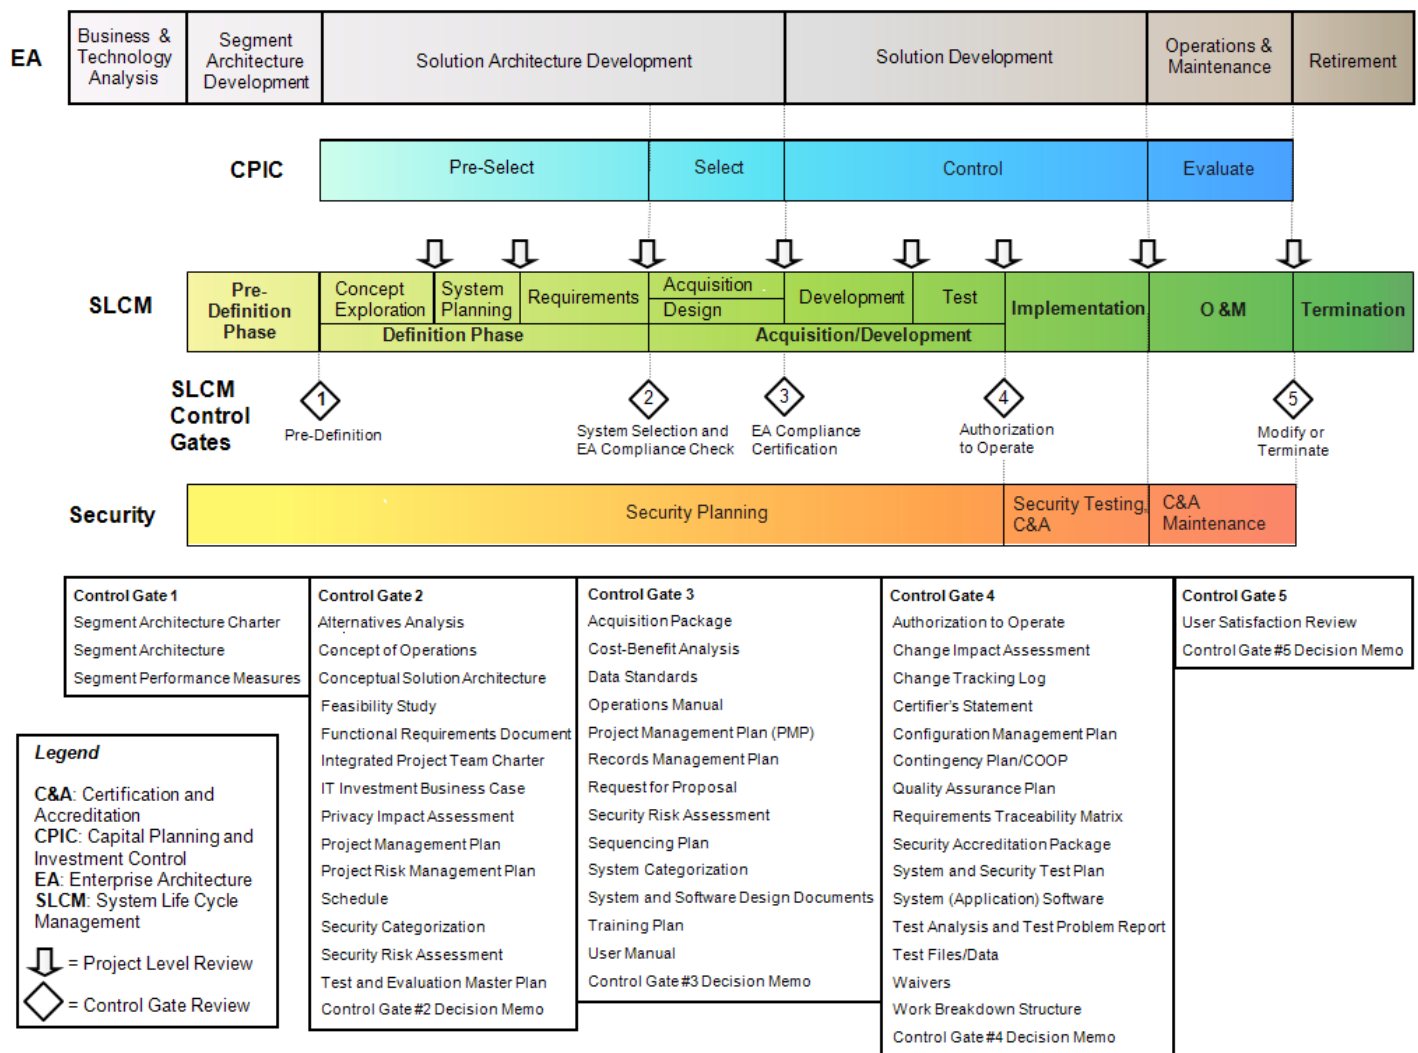 EA
Business &
Technology
Analysis
Segment
Architecture
Development
Solution Architecture Development
Solution Development
Operations &
Maintenance
Retirement
CPIC
Pre-Select
Select
Control
Evaluate
SLCM
Pre-
Definition
Phase
Concept
Exploration
System
Planning
Requirements
Definition Phase
Acquisition
Design
Development
Test
Acquisition/Development
Implementation
O &M
Termination
SLCM
Control
Gates
1
Pre-Definition
2
System Selection and
EA Compliance Check
3
EA Compliance
Certification
4
Authorization
to Operate
5
Modify or
Terminate
Security
Security Planning
Security Testing,
C&A
C&A
Maintenance
Control Gate 1
Segment Architecture Charter
Segment Architecture
Segment Performance Measures
Control Gate 2
Alternatives Analysis
Concept of Operations
Conceptual Solution Architecture
Feasibility Study
Functional Requirements Document
Integrated Project Team Charter
IT Investment Business Case
Privacy Impact Assessment
Project Management Plan
Project Risk Management Plan
Schedule
Security Categorization
Security Risk Assessment
Test and Evaluation Master Plan
Control Gate #2 Decision Memo
Control Gate 3
Acquisition Package
Cost-Benefit Analysis
Data Standards
Operations Manual
Project Management Plan (PMP)
Records Management Plan
Request for Proposal
Security Risk Assessment
Sequencing Plan
System Categorization
System and Software Design Documents
Training Plan
User Manual
Control Gate #3 Decision Memo
Control Gate 4
Authorization to Operate
Change Impact Assessment
Change Tracking Log
Certifier's Statement
Configuration Management Plan
Contingency Plan/COOP
Quality Assurance Plan
Requirements Traceability Matrix
Security Accreditation Package
System and Security Test Plan
System (Application) Software
Test Analysis and Test Problem Report
Test Files/Data
Waivers
Work Breakdown Structure
Control Gate #4 Decision Memo
Control Gate 5
User Satisfaction Review
Control Gate #5 Decision Memo
Legend
C&A: Certification and
Accreditation
CPIC: Capital Planning and
Investment Control
EA: Enterprise Architecture
SLCM: System Life Cycle
Management
= Project Level Review
= Control Gate Review